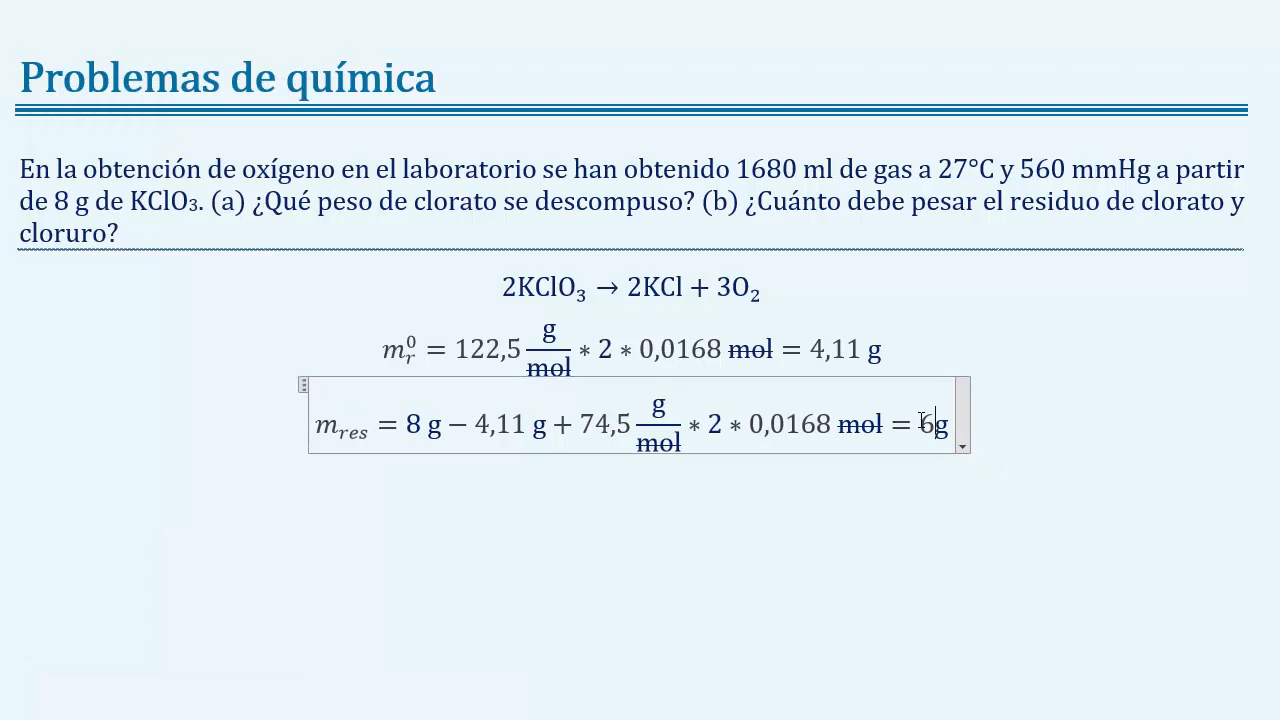 Problemas de química
En la obtención de oxígeno en el laboratorio se han obtenido 1680 ml de gas a 27°C y 560 mmHg a partir
de 8 g de KClO₃. (a) ¿Qué peso de clorato se descompuso? (b) ¿Cuánto debe pesar el residuo de clorato y
cloruro?
2KClO₃ → 2KCl + 3O₂
m_r^0 = 122,5 g/mol ∗ 2 ∗ 0,0168 mol = 4,11 g
m_res = 8 g − 4,11 g + 74,5 g/mol ∗ 2 ∗ 0,0168 mol = 6g